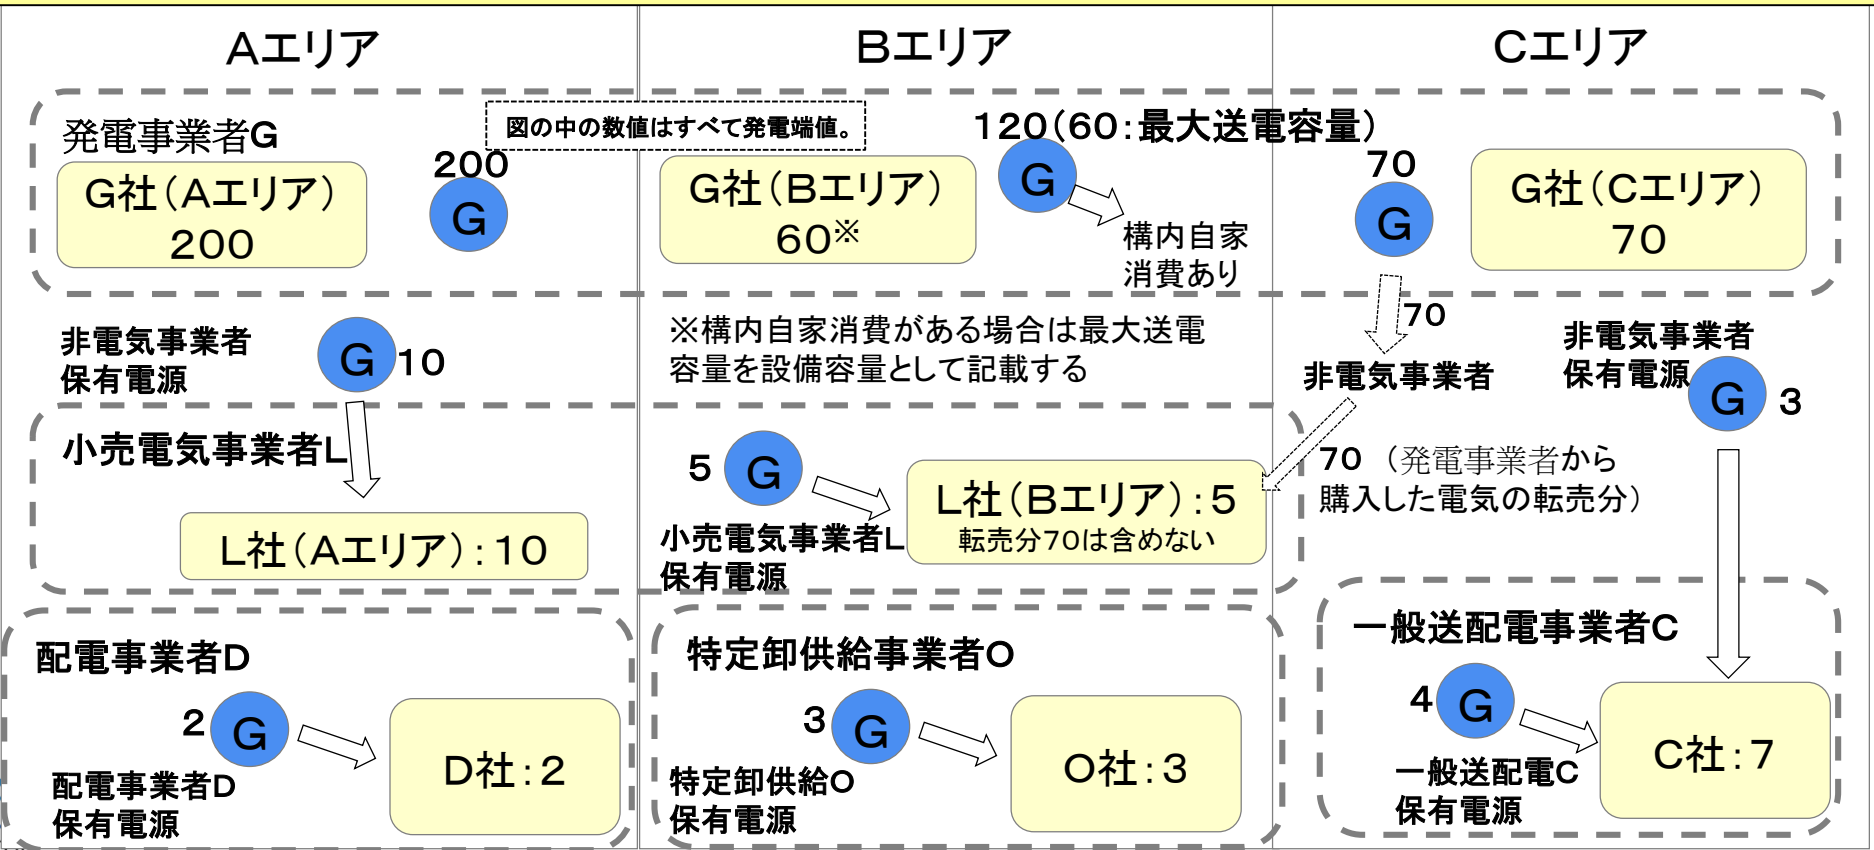 Aエリア
Bエリア
Cエリア
図の中の数値はすべて発電端値。
発電事業者G
G社(Aエリア)
200
200
G
G社(Bエリア)
60※
120(60:最大送電容量)
G
構内自家
消費あり
70
G
G社(Cエリア)
70
非電気事業者
保有電源
G
10
※構内自家消費がある場合は最大送電
容量を設備容量として記載する
70
非電気事業者
非電気事業者
保有電源
G
3
小売電気事業者L
L社(Aエリア):10
5
G
小売電気事業者L
保有電源
L社(Bエリア):5
転売分70は含めない
70 (発電事業者から
購入した電気の転売分)
配電事業者D
2
G
配電事業者D
保有電源
D社:2
特定卸供給事業者O
3
G
特定卸供給O
保有電源
O社:3
一般送配電事業者C
4
G
一般送配電C
保有電源
C社:7